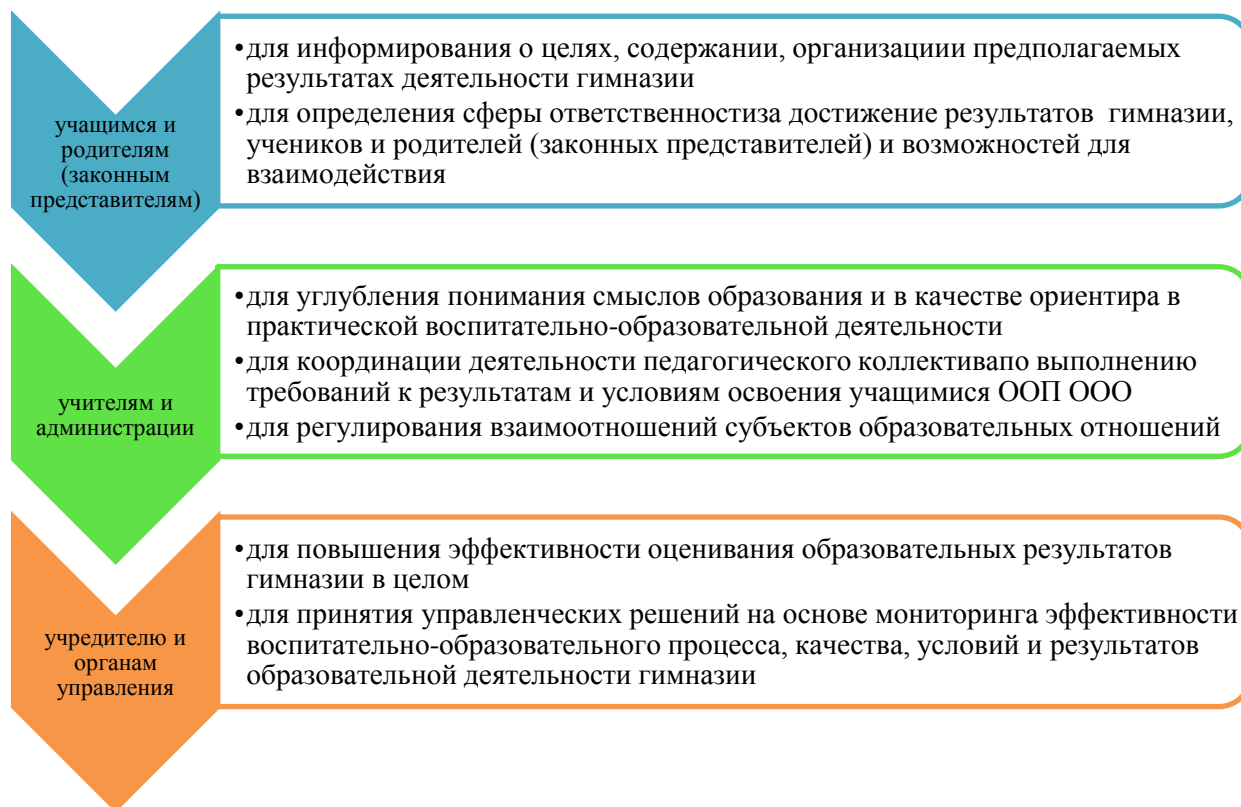 учащимся и
родителям
(законным
представителям)
•для информирования о целях, содержании, организациии предполагаемых
результатах деятельности гимназии
•для определения сферы ответственностиза достижение результатов  гимназии,
учеников и родителей (законных представителей) и возможностей для
взаимодействия
учителям и
администрации
•для углубления понимания смыслов образования и в качестве ориентира в
практической воспитательно-образовательной деятельности
•для координации деятельности педагогического коллективапо выполнению
требований к результатам и условиям освоения учащимися ООП ООО
•для регулирования взаимоотношений субъектов образовательных отношений
учредителю и
органам
управления
•для повышения эффективности оценивания образовательных результатов
гимназии в целом
•для принятия управленческих решений на основе мониторинга эффективности
воспитательно-образовательного процесса, качества, условий и результатов
образовательной деятельности гимназии